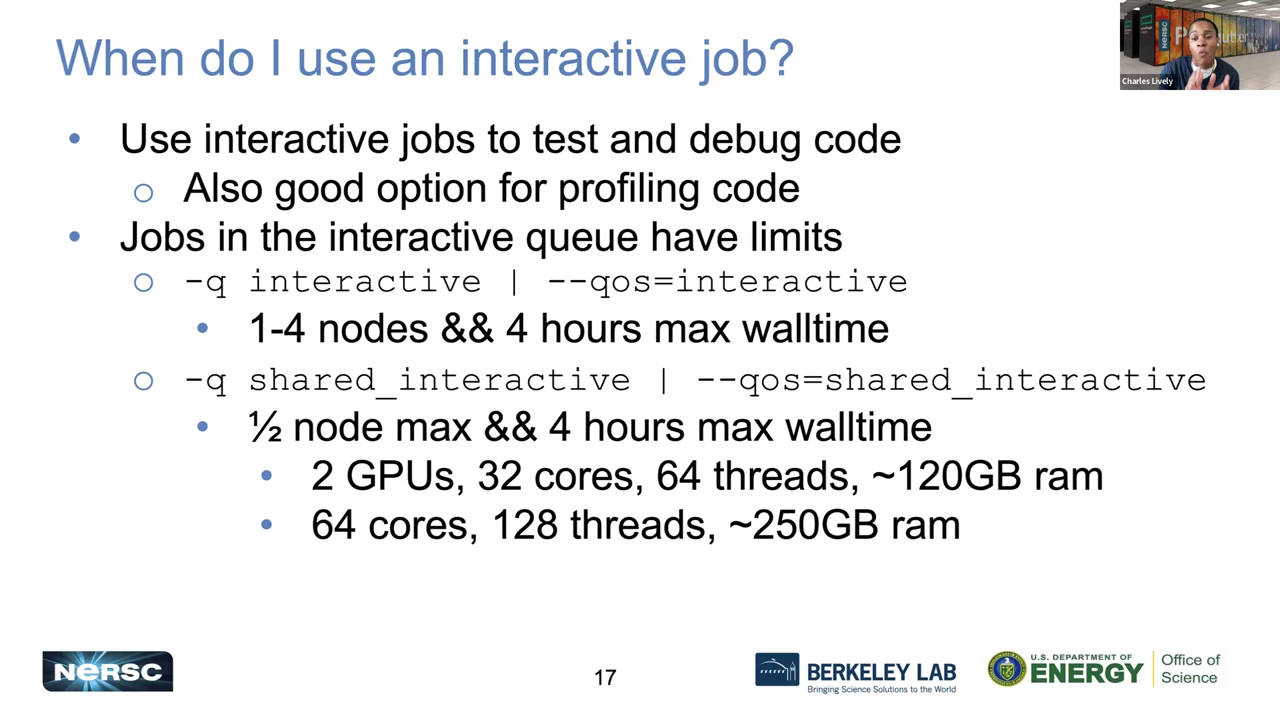 When do I use an interactive job?
Charles Lively
• Use interactive jobs to test and debug code
○ Also good option for profiling code
• Jobs in the interactive queue have limits
○ -q interactive | --qos=interactive
• 1-4 nodes && 4 hours max walltime
○ -q shared_interactive | --qos=shared_interactive
• ½ node max && 4 hours max walltime
• 2 GPUs, 32 cores, 64 threads, ~120GB ram
• 64 cores, 128 threads, ~250GB ram
NERSC
17
BERKELEY LAB
Bringing Science Solutions to the World
U.S. DEPARTMENT OF
ENERGY
Office of
Science